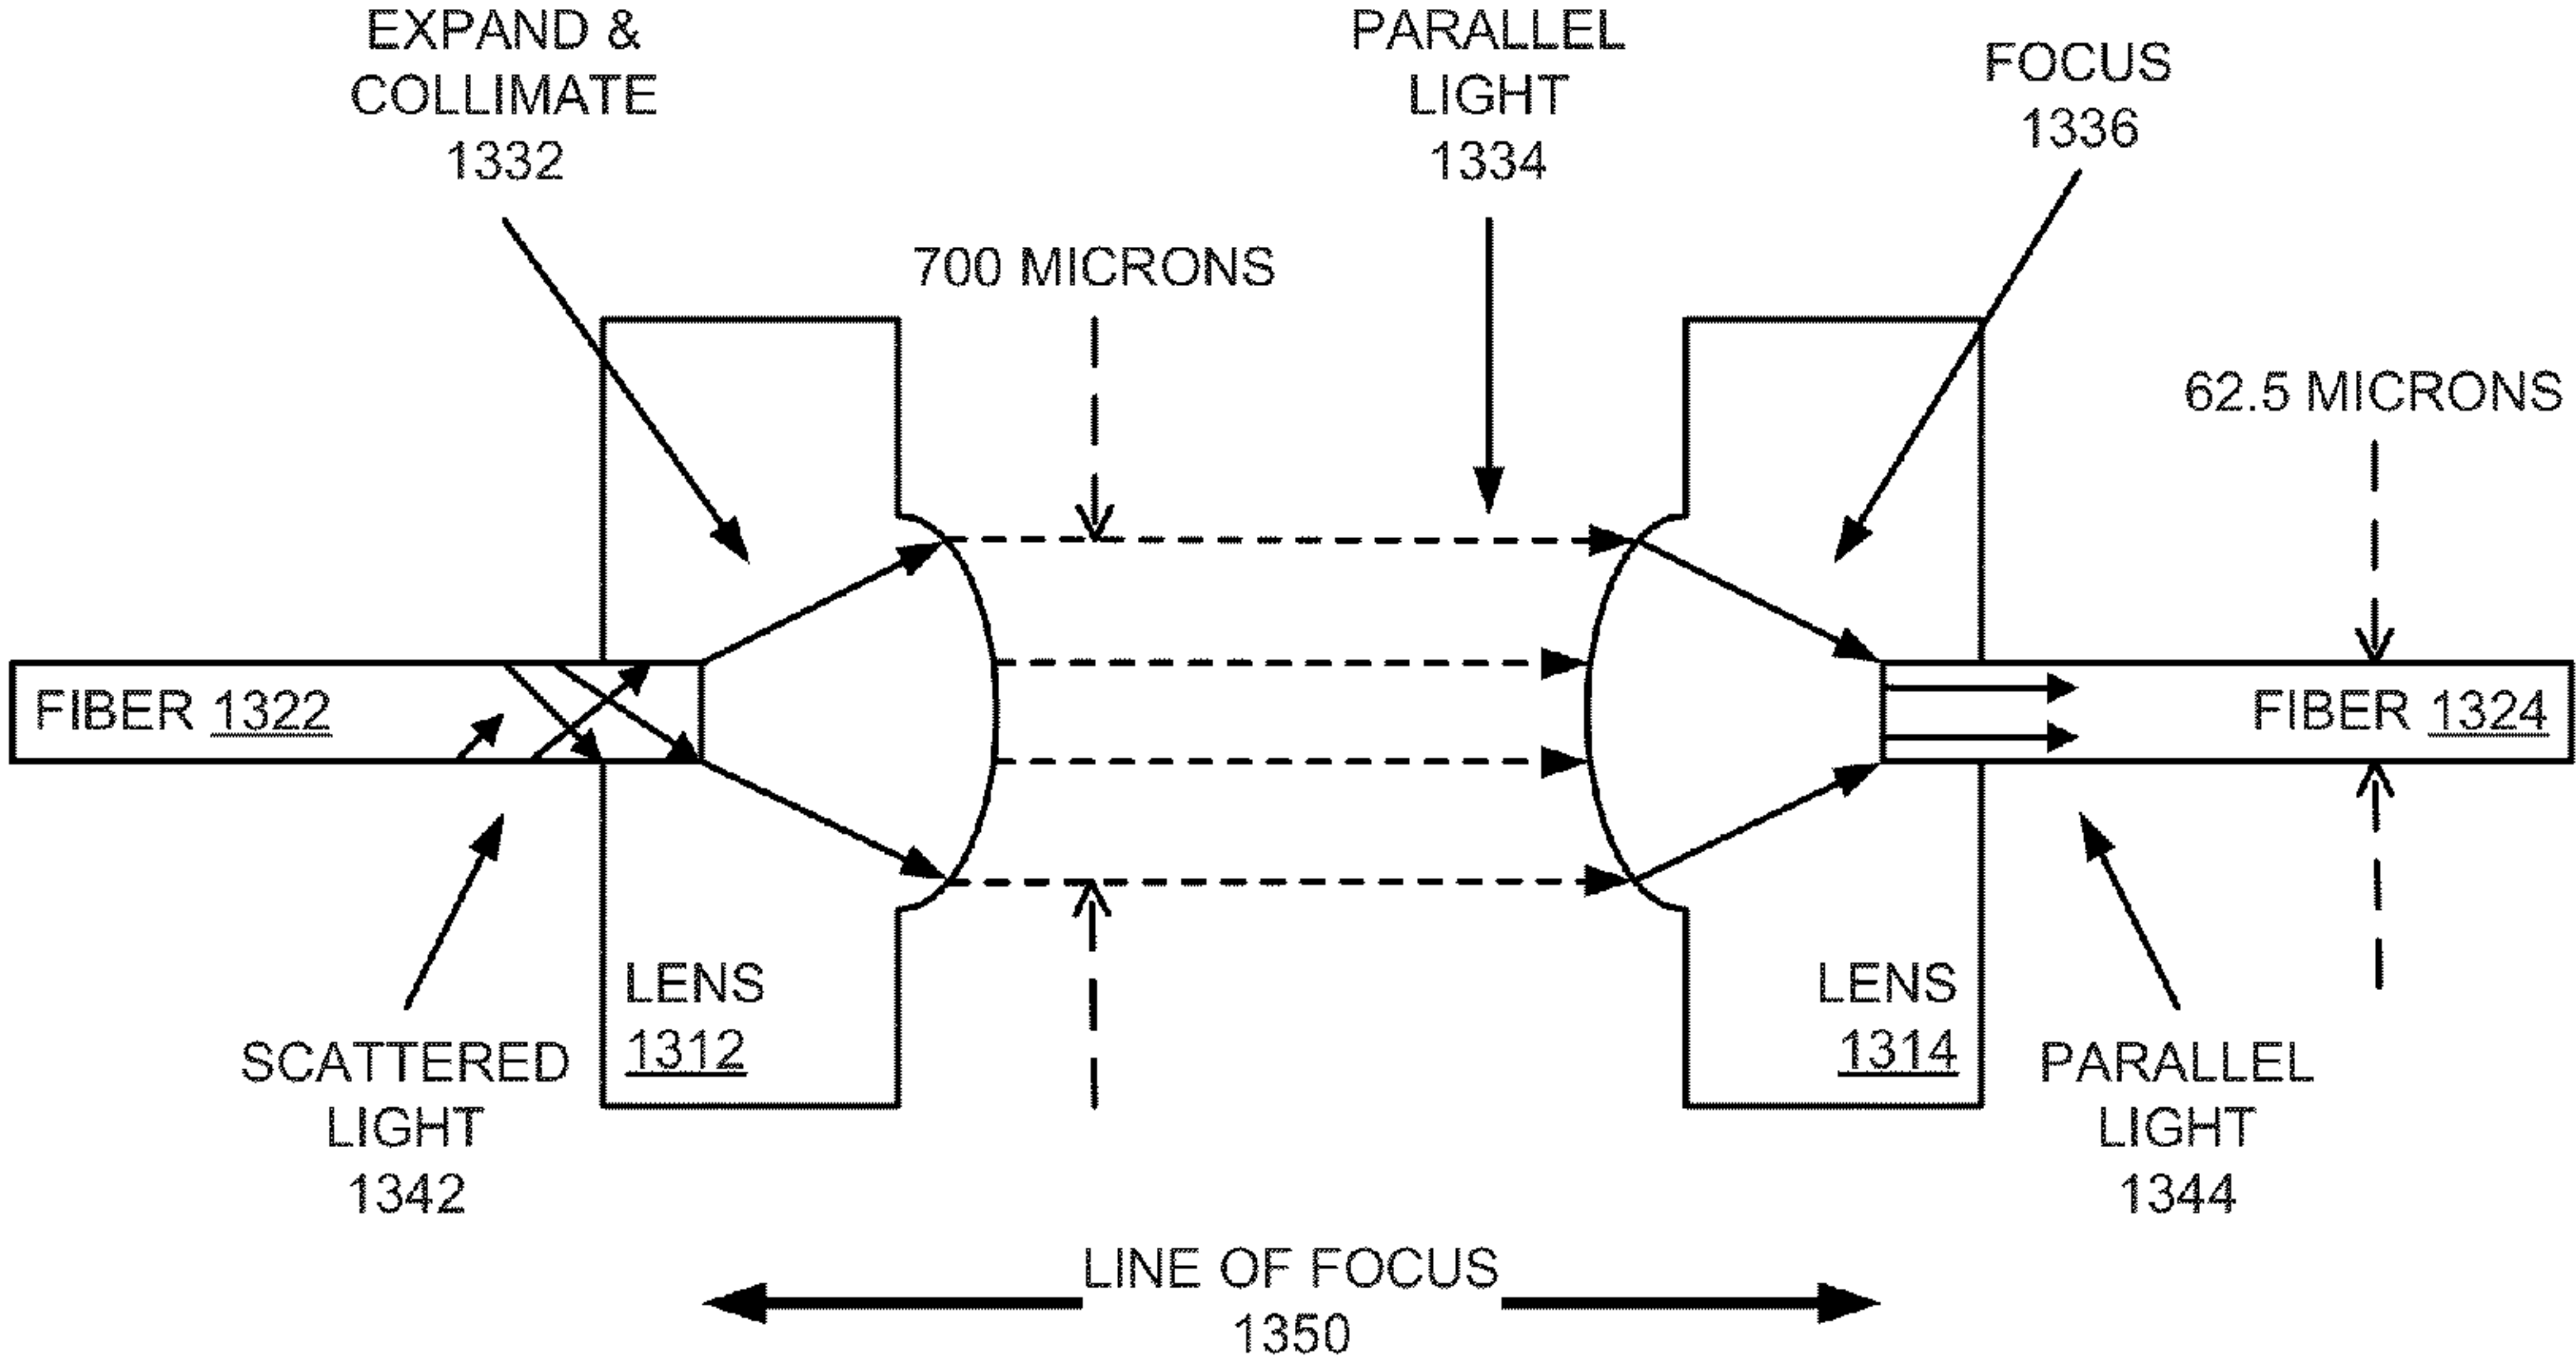 EXPAND &
COLLIMATE
1332
PARALLEL
LIGHT
1334
FOCUS
1336
700 MICRONS
62.5 MICRONS
FIBER 1322
FIBER 1324
LENS
1312
LENS
1314
SCATTERED
LIGHT
1342
PARALLEL
LIGHT
1344
LINE OF FOCUS
1350